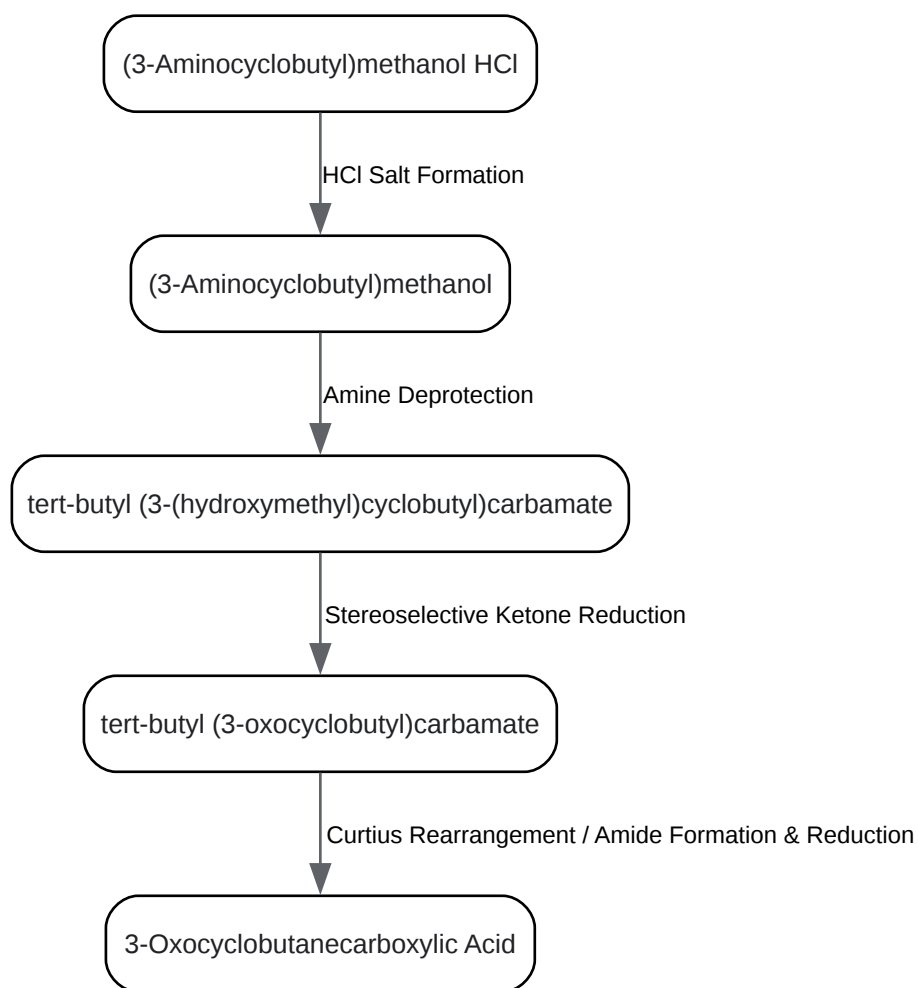 (3-Aminocyclobutyl)methanol HCl
HCl Salt Formation
(3-Aminocyclobutyl)methanol
Amine Deprotection
tert-butyl (3-(hydroxymethyl)cyclobutyl)carbamate
Stereoselective Ketone Reduction
tert-butyl (3-oxocyclobutyl)carbamate
Curtius Rearrangement / Amide Formation & Reduction
3-Oxocyclobutanecarboxylic Acid